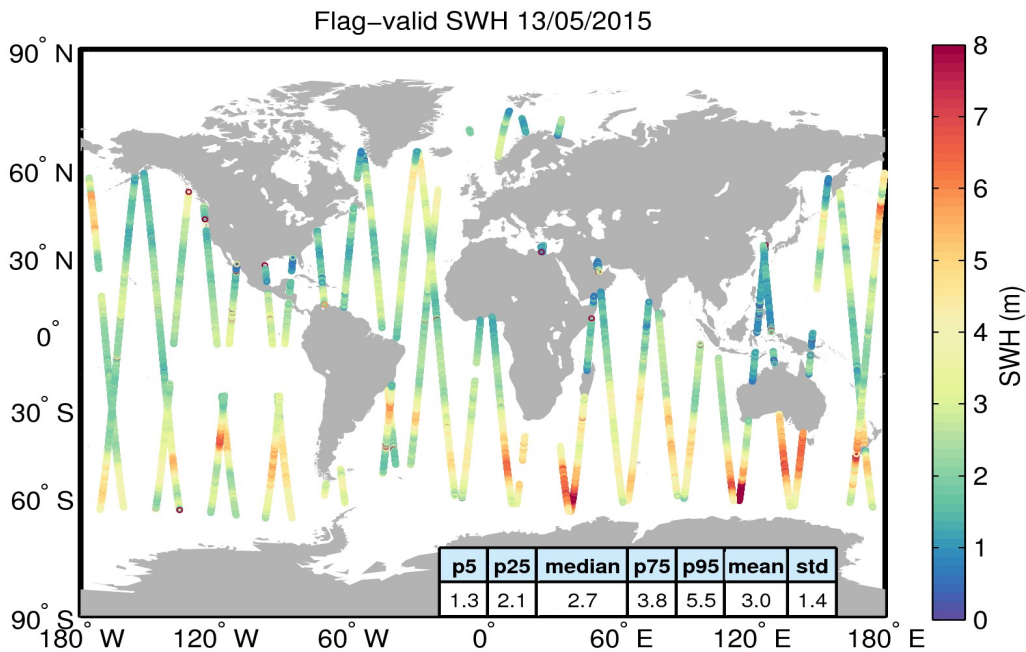 Flag−valid SWH 13/05/2015
90° N
60° N
30° N
0°
30° S
60° S
90° S
180° W
120° W
60° W
0°
60° E
120° E
180° E
p5 p25 median p75 p95 mean std
1.3 2.1 2.7 3.8 5.5 3.0 1.4
8
7
6
5
4
3
2
1
0
SWH (m)